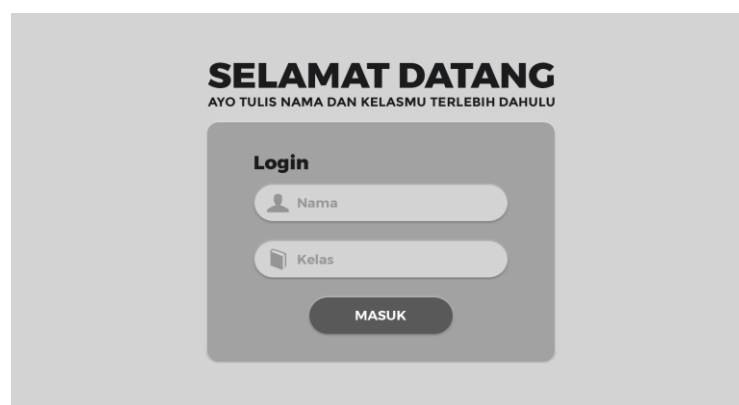 SELAMAT DATANG
AYO TULIS NAMA DAN KELASMU TERLEBIH DAHULU
Login
Nama
Kelas
MASUK